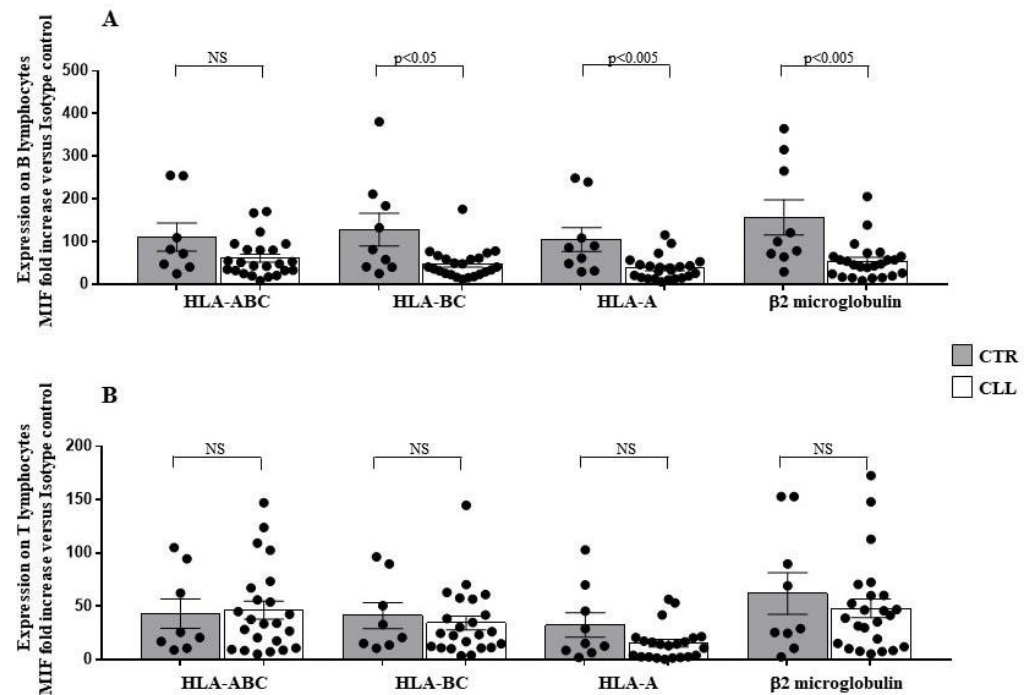 A
Expression on B lymphocytes
MIF fold increase versus Isotype control
NS
p<0.05
p<0.005
p<0.005
500
400
300
200
100
0
HLA-ABC
HLA-BC
HLA-A
β2 microglobulin
CTR
CLL
B
Expression on T lymphocytes
MIF fold increase versus Isotype control
NS
NS
NS
NS
200
150
100
50
0
HLA-ABC
HLA-BC
HLA-A
β2 microglobulin